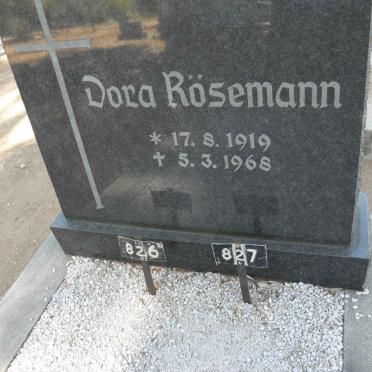 Dora Rösemann
* 17. 8. 1919
† 5. 3. 1968
826
827